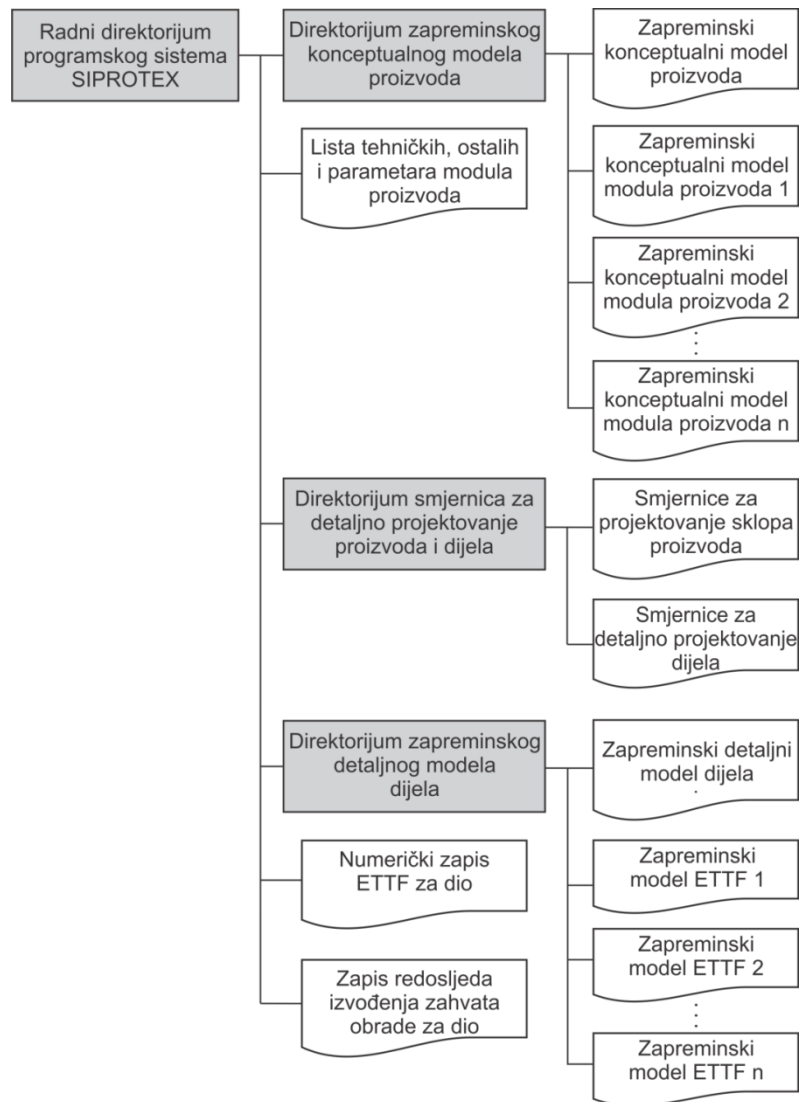 Radni direktorijum
programskog sistema
SIPROTEX
Direktorijum zapreminskog
konceptualnog modela
proizvoda
Zapreminski
konceptualni model
proizvoda
Lista tehničkih, ostalih
i parametara modula
proizvoda
Zapreminski
konceptualni model
modula proizvoda 1
Zapreminski
konceptualni model
modula proizvoda 2
Zapreminski
konceptualni model
modula proizvoda n
Direktorijum smjernica za
detaljno projektovanje
proizvoda i dijela
Smjernice za
projektovanje sklopa
proizvoda
Smjernice za
detaljno projektovanje
dijela
Direktorijum zapreminskog
detaljnog modela
dijela
Zapreminski detaljni
model dijela
Numerički zapis
ETTF za dio
Zapreminski
model ETTF 1
Zapreminski
model ETTF 2
Zapis redosljeda
izvođenja zahvata
obrade za dio
Zapreminski
model ETTF n